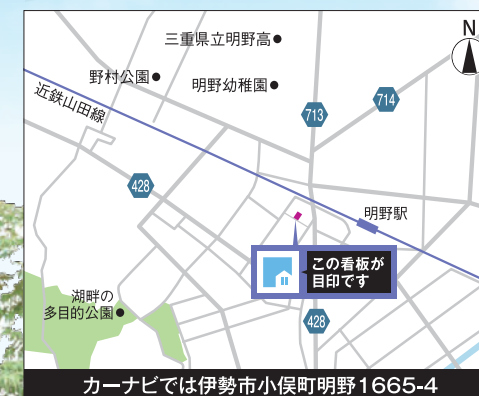 三重県立明野高
N
野村公園
明野幼稚園
近鉄山田線
714
713
428
明野駅
この看板が
目印です
湖畔の
多目的公園
428
カーナビでは伊勢市小俣町明野1665-4